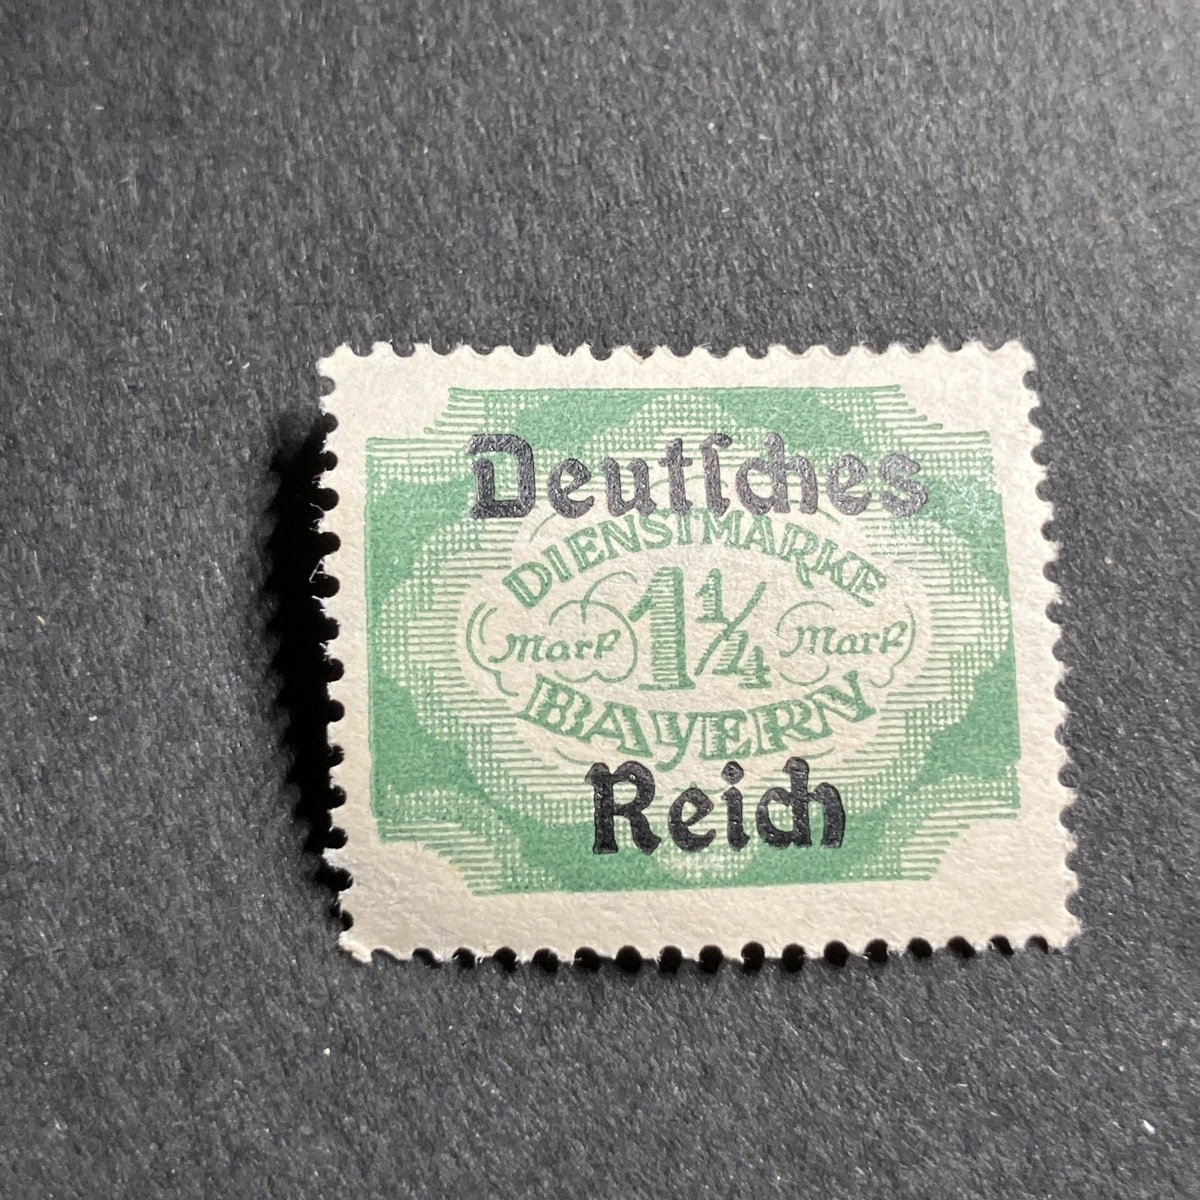 Deutſches
DIENSTMARKE
Mark 1 1/4 Mark
BAYERN
Reich